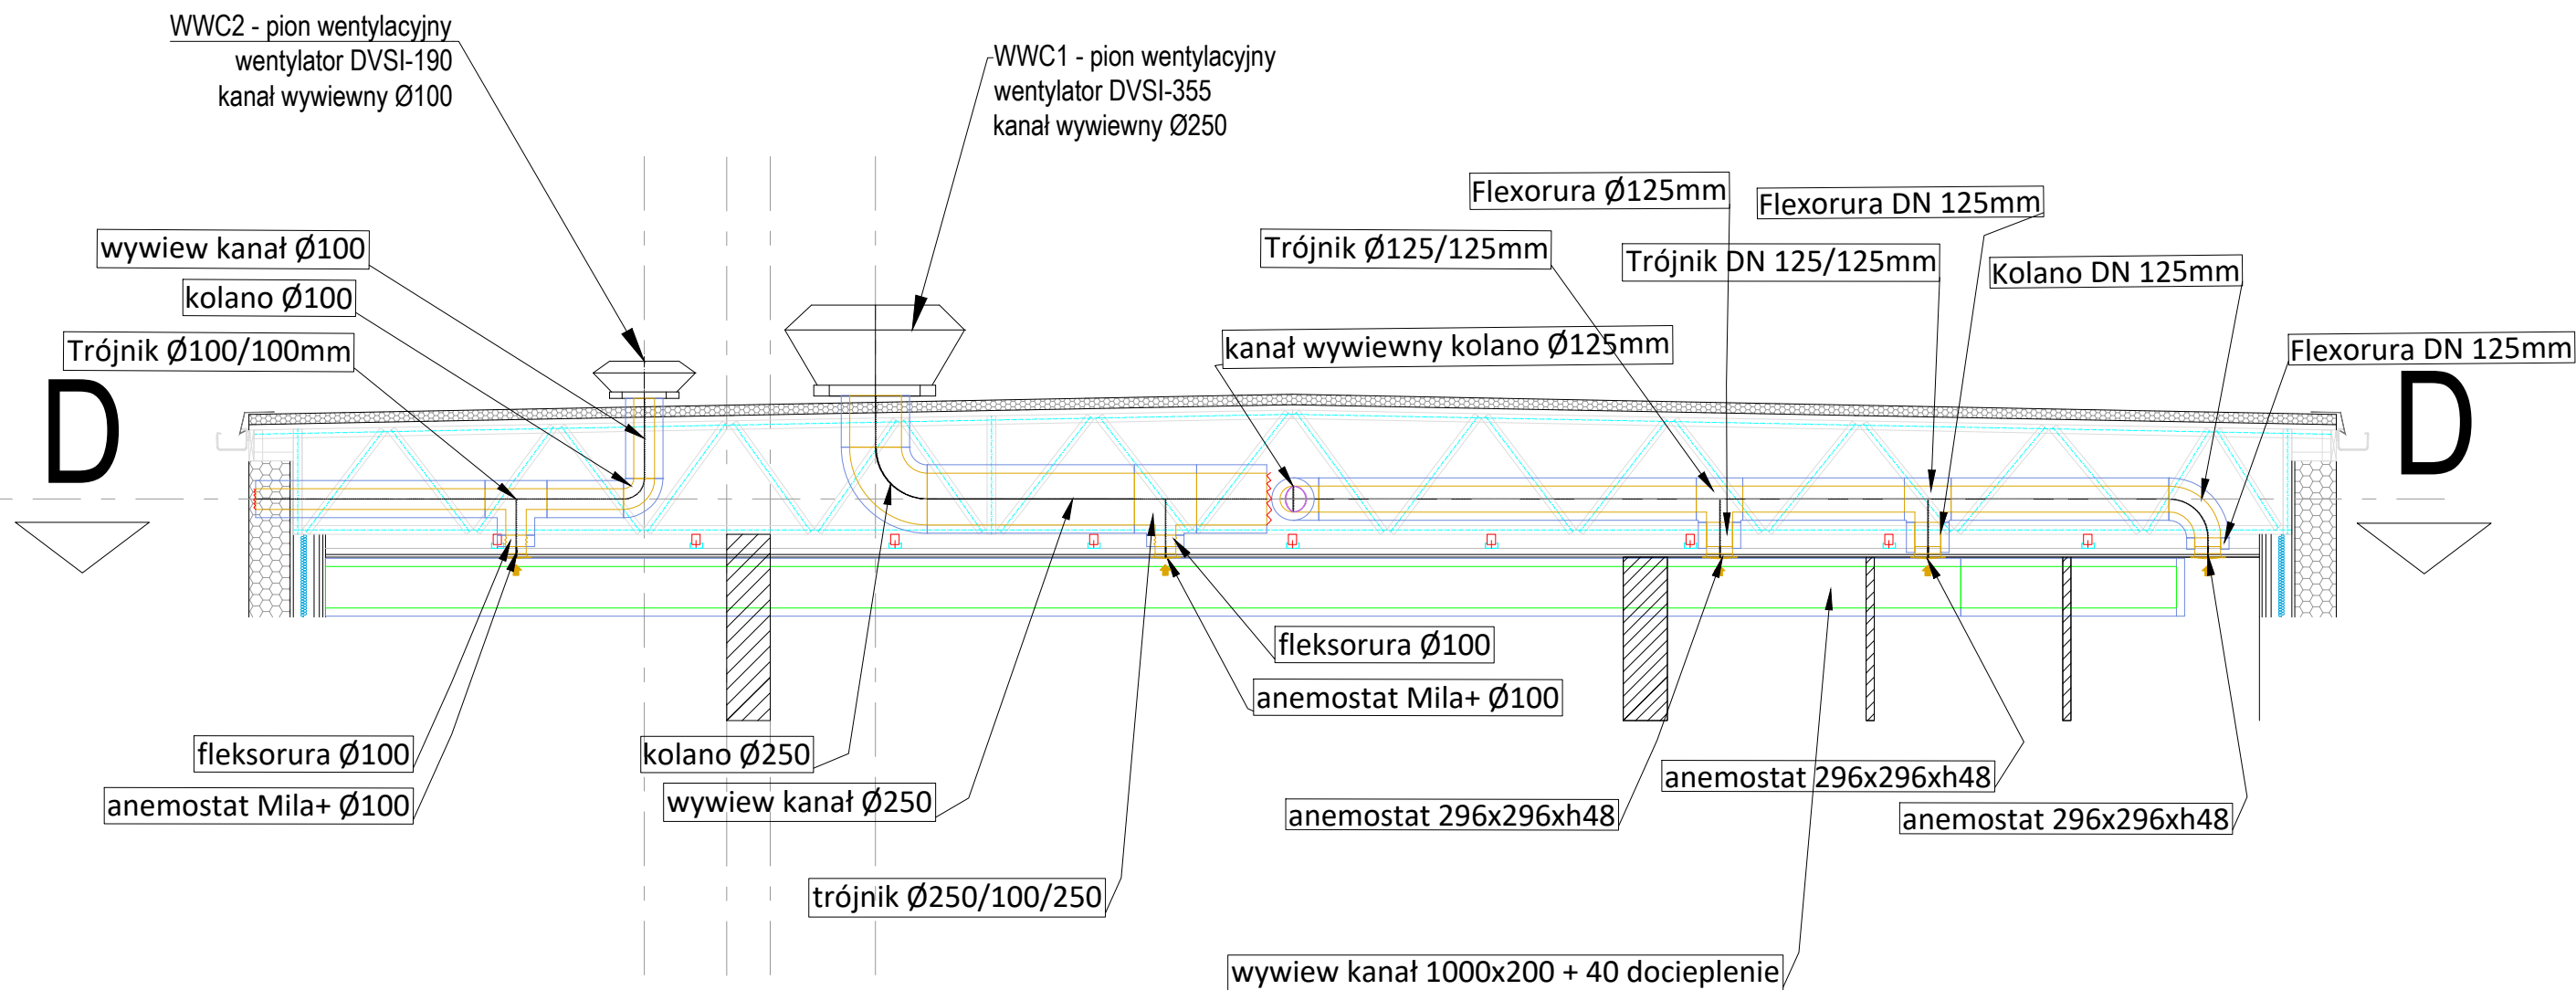 WWC2 - pion wentylacyjny
wentylator DVSI-190
kanał wywiewny Ø100
WWC1 - pion wentylacyjny
wentylator DVSI-355
kanał wywiewny Ø250
Flexorura Ø125mm
Flexorura DN 125mm
wywiew kanał Ø100
Trójnik Ø125/125mm
Trójnik DN 125/125mm
Kolano DN 125mm
kolano Ø100
Trójnik Ø100/100mm
kanał wywiewny kolano Ø125mm
Flexorura DN 125mm
D
D
fleksorura Ø100
anemostat Mila+ Ø100
fleksorura Ø100
kolano Ø250
anemostat 296x296xh48
wywiew kanał Ø250
anemostat Mila+ Ø100
anemostat 296x296xh48
anemostat 296x296xh48
trójnik Ø250/100/250
wywiew kanał 1000x200 + 40 docieplenie